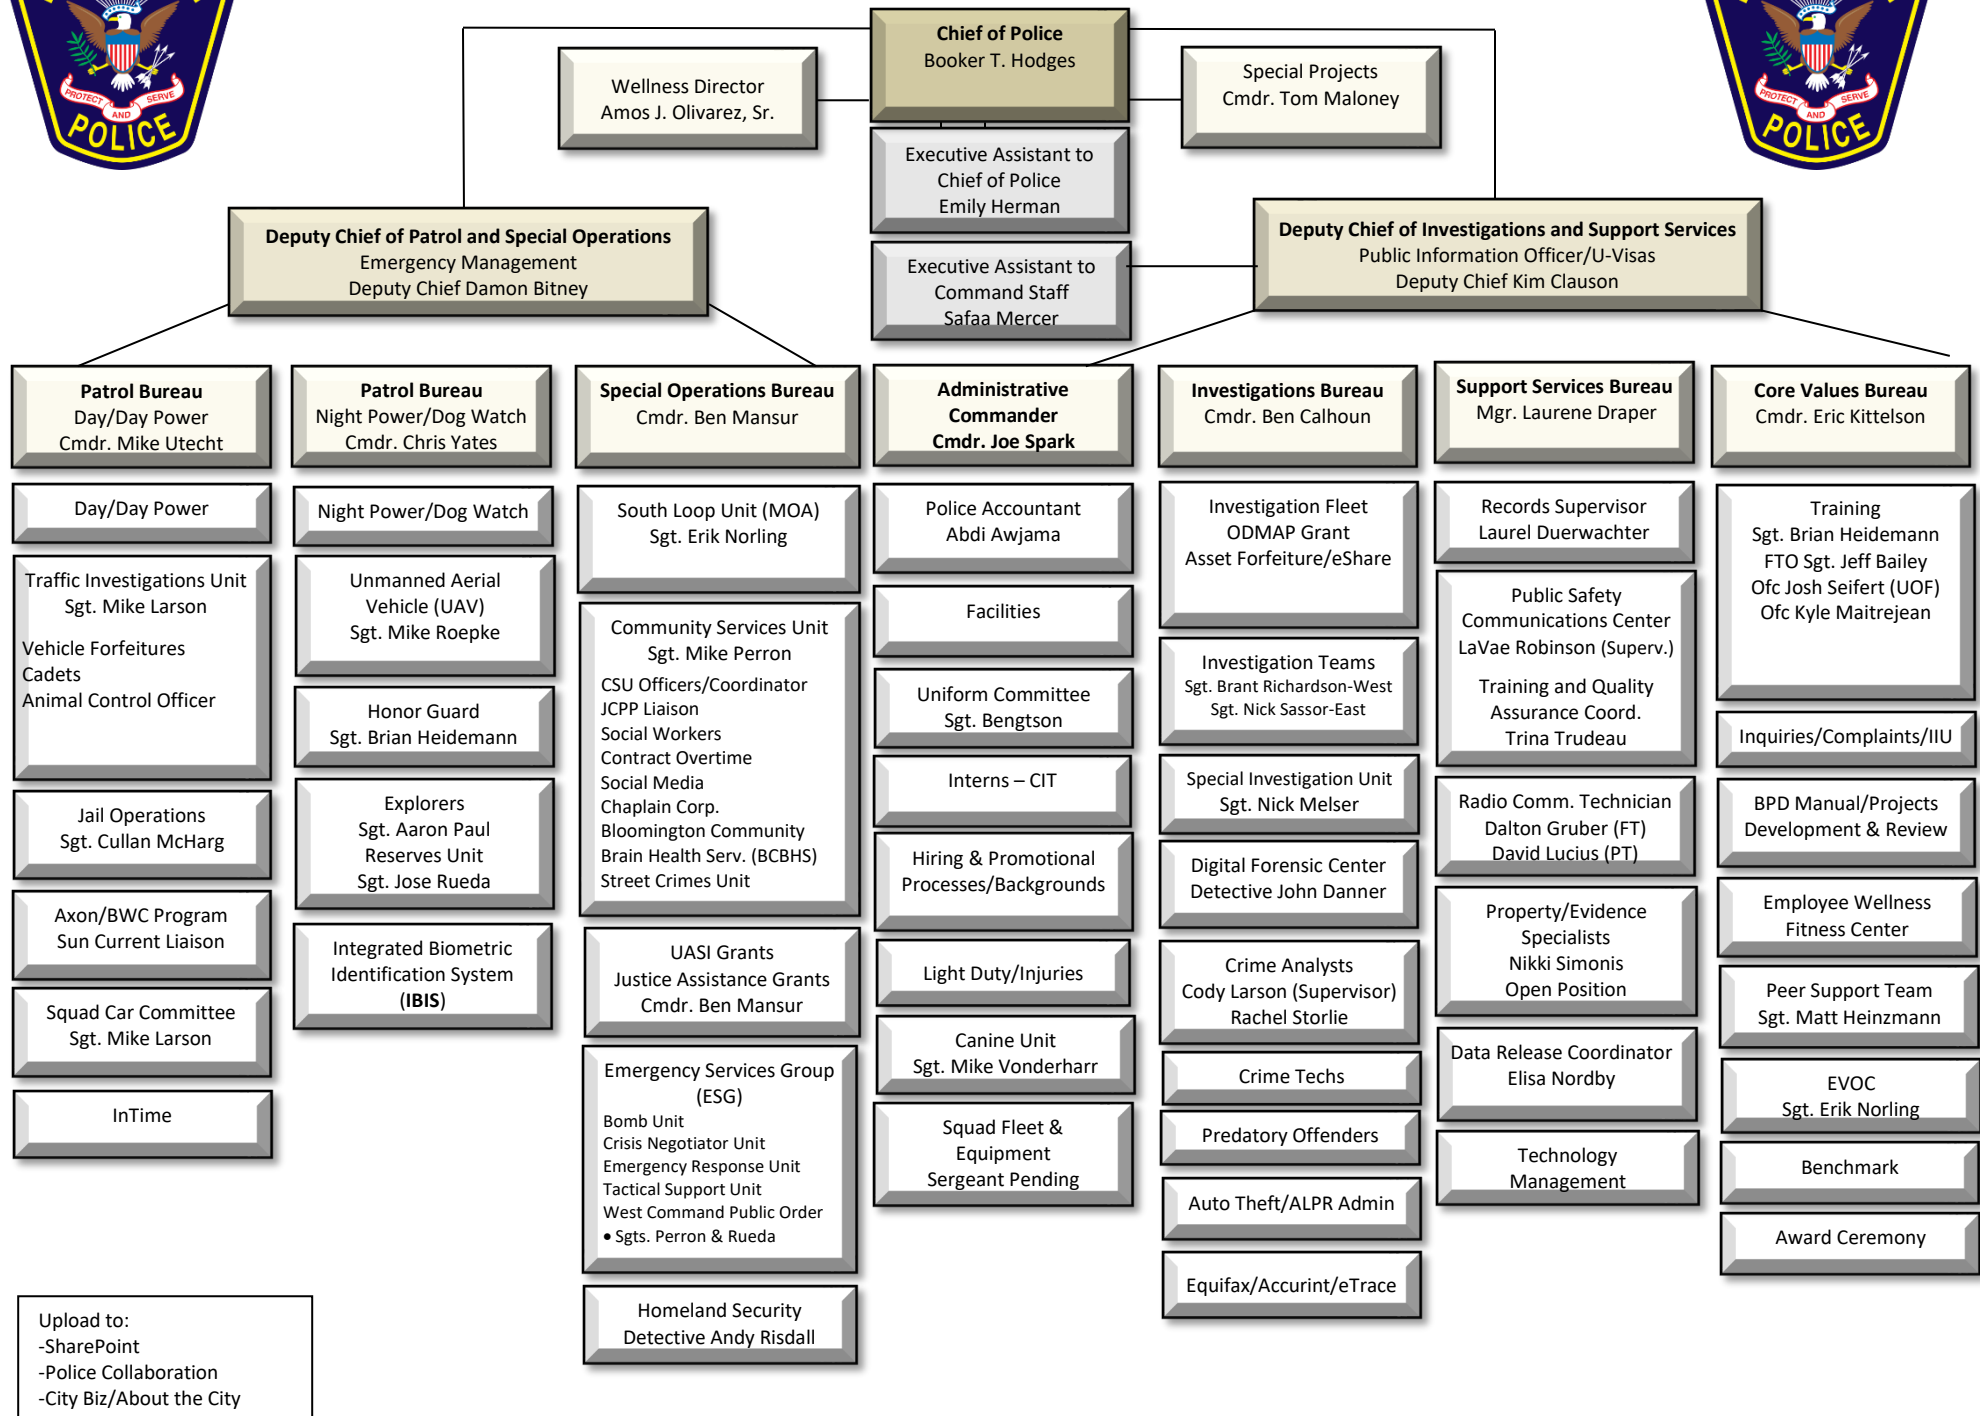 PROTECT AND SERVE
POLICE
PROTECT AND SERVE
POLICE
Chief of Police
Booker T. Hodges
Wellness Director
Amos J. Olivarez, Sr.
Special Projects
Cmdr. Tom Maloney
Executive Assistant to
Chief of Police
Emily Herman
Deputy Chief of Patrol and Special Operations
Emergency Management
Deputy Chief Damon Bitney
Deputy Chief of Investigations and Support Services
Public Information Officer/U-Visas
Deputy Chief Kim Clauson
Executive Assistant to
Command Staff
Safaa Mercer
Patrol Bureau
Day/Day Power
Cmdr. Mike Utecht
Day/Day Power
Traffic Investigations Unit
Sgt. Mike Larson
Vehicle Forfeitures
Cadets
Animal Control Officer
Jail Operations
Sgt. Cullan McHarg
Axon/BWC Program
Sun Current Liaison
Squad Car Committee
Sgt. Mike Larson
InTime
Patrol Bureau
Night Power/Dog Watch
Cmdr. Chris Yates
Night Power/Dog Watch
Unmanned Aerial
Vehicle (UAV)
Sgt. Mike Roepke
Honor Guard
Sgt. Brian Heidemann
Explorers
Sgt. Aaron Paul
Reserves Unit
Sgt. Jose Rueda
Integrated Biometric
Identification System
(IBIS)
Special Operations Bureau
Cmdr. Ben Mansur
South Loop Unit (MOA)
Sgt. Erik Norling
Community Services Unit
Sgt. Mike Perron
CSU Officers/Coordinator
JCPP Liaison
Social Workers
Contract Overtime
Social Media
Chaplain Corp.
Bloomington Community
Brain Health Serv. (BCBHS)
Street Crimes Unit
UASI Grants
Justice Assistance Grants
Cmdr. Ben Mansur
Emergency Services Group
(ESG)
Bomb Unit
Crisis Negotiator Unit
Emergency Response Unit
Tactical Support Unit
West Command Public Order
• Sgts. Perron & Rueda
Homeland Security
Detective Andy Risdall
Administrative
Commander
Cmdr. Joe Spark
Police Accountant
Abdi Awjama
Facilities
Uniform Committee
Sgt. Bengtson
Interns – CIT
Hiring & Promotional
Processes/Backgrounds
Light Duty/Injuries
Canine Unit
Sgt. Mike Vonderharr
Squad Fleet &
Equipment
Sergeant Pending
Investigations Bureau
Cmdr. Ben Calhoun
Investigation Fleet
ODMAP Grant
Asset Forfeiture/eShare
Investigation Teams
Sgt. Brant Richardson-West
Sgt. Nick Sassor-East
Special Investigation Unit
Sgt. Nick Melser
Digital Forensic Center
Detective John Danner
Crime Analysts
Cody Larson (Supervisor)
Rachel Storlie
Crime Techs
Predatory Offenders
Auto Theft/ALPR Admin
Equifax/Accurint/eTrace
Support Services Bureau
Mgr. Laurene Draper
Records Supervisor
Laurel Duerwachter
Public Safety
Communications Center
LaVae Robinson (Superv.)
Training and Quality
Assurance Coord.
Trina Trudeau
Radio Comm. Technician
Dalton Gruber (FT)
David Lucius (PT)
Property/Evidence
Specialists
Nikki Simonis
Open Position
Data Release Coordinator
Elisa Nordby
Technology
Management
Core Values Bureau
Cmdr. Eric Kittelson
Training
Sgt. Brian Heidemann
FTO Sgt. Jeff Bailey
Ofc Josh Seifert (UOF)
Ofc Kyle Maitrejean
Inquiries/Complaints/IIU
BPD Manual/Projects
Development & Review
Employee Wellness
Fitness Center
Peer Support Team
Sgt. Matt Heinzmann
EVOC
Sgt. Erik Norling
Benchmark
Award Ceremony
Upload to:
-SharePoint
-Police Collaboration
-City Biz/About the City